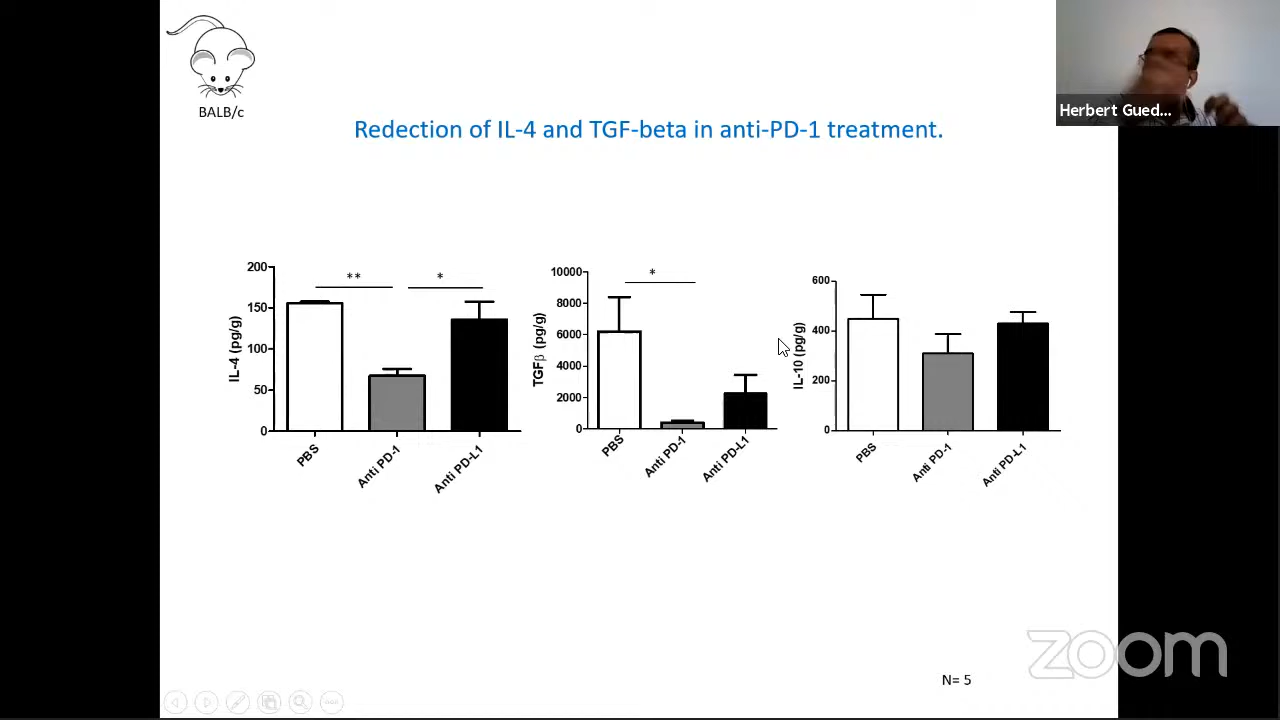 BALB/c
Herbert Gued...
Redection of IL-4 and TGF-beta in anti-PD-1 treatment.
IL-4 (pg/g)
200
150
100
50
0
**
*
PBS
Anti PD-1
Anti PD-L1
TGFβ (pg/g)
10000
8000
6000
4000
2000
0
*
PBS
Anti PD-1
Anti PD-L1
IL-10 (pg/g)
600
400
200
0
PBS
Anti PD-1
Anti PD-L1
zoom
N= 5